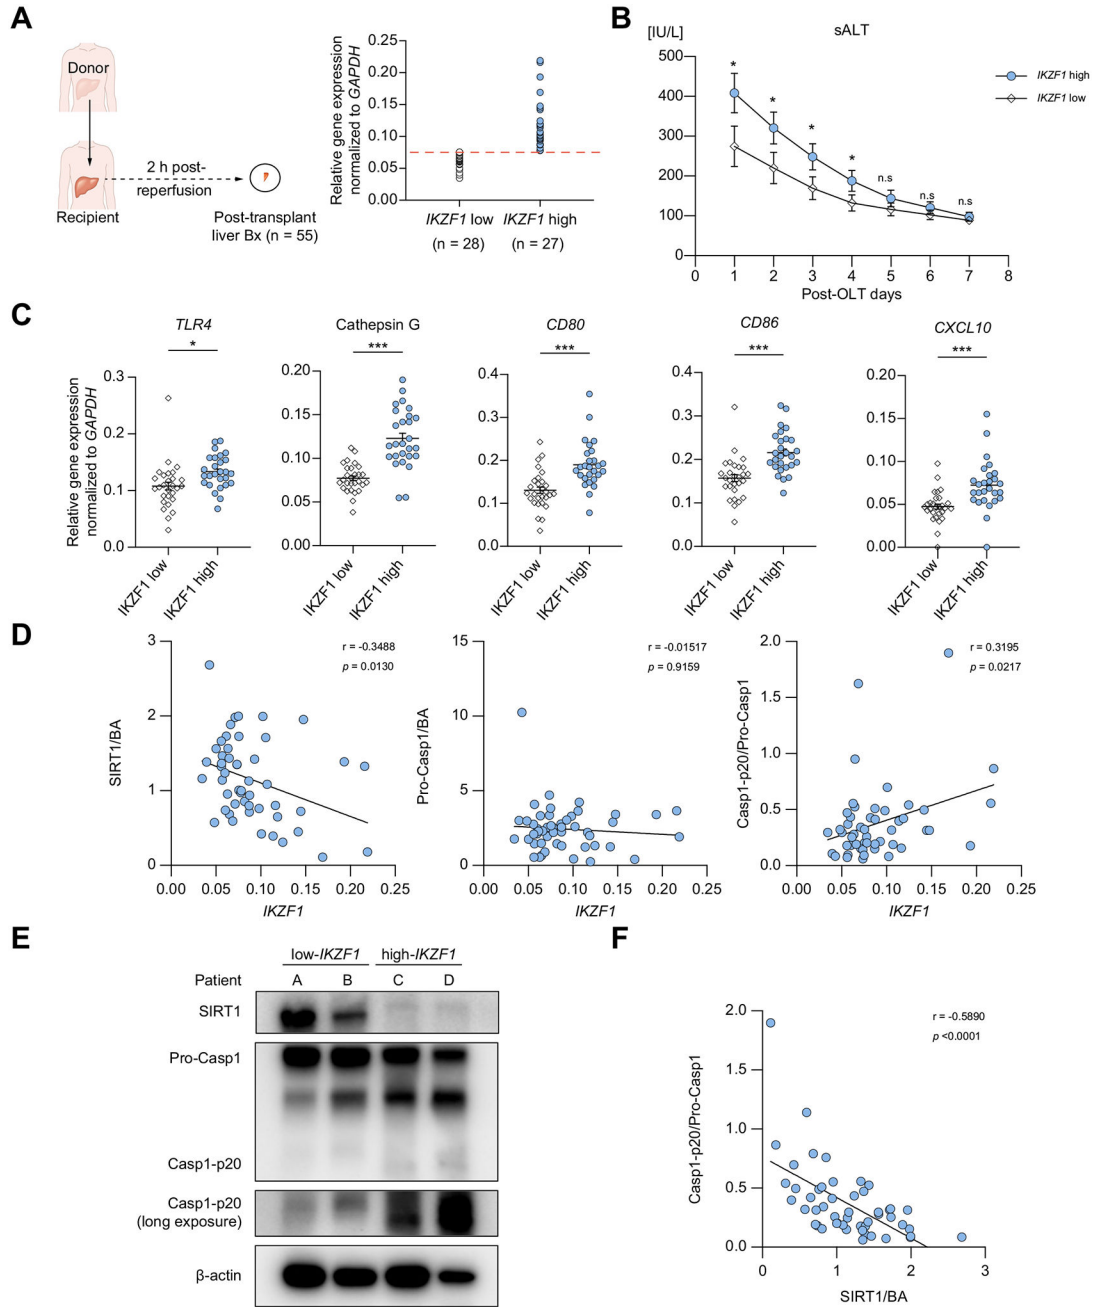 A
Donor
Recipient
2 h post-
reperfusion
Post-transplant
liver Bx (n = 55)
Relative gene expression
normalized to GAPDH
0.25
0.20
0.15
0.10
0.05
0.00
IKZF1 low
IKZF1 high
(n = 28)
(n = 27)
B
[IU/L]
sALT
500
400
300
200
100
0
* * * * n.s n.s n.s
0 1 2 3 4 5 6 7 8
Post-OLT days
IKZF1 high
IKZF1 low
C
Relative gene expression
normalized to GAPDH
TLR4
*
0.3
0.2
0.1
0.0
IKZF1 low
IKZF1 high
Cathepsin G
***
0.20
0.15
0.10
0.05
0.00
IKZF1 low
IKZF1 high
CD80
***
0.4
0.3
0.2
0.1
0.0
IKZF1 low
IKZF1 high
CD86
***
0.4
0.3
0.2
0.1
0.0
IKZF1 low
IKZF1 high
CXCL10
***
0.20
0.15
0.10
0.05
0.00
IKZF1 low
IKZF1 high
D
SIRT1/BA
3
2
1
0
r = -0.3488
p = 0.0130
0.00 0.05 0.10 0.15 0.20 0.25
IKZF1
Pro-Casp1/BA
15
10
5
0
r = -0.01517
p = 0.9159
0.00 0.05 0.10 0.15 0.20 0.25
IKZF1
Casp1-p20/Pro-Casp1
2.0
1.5
1.0
0.5
0.0
r = 0.3195
p = 0.0217
0.00 0.05 0.10 0.15 0.20 0.25
IKZF1
E
low-IKZF1 high-IKZF1
Patient A B C D
SIRT1
Pro-Casp1
Casp1-p20
Casp1-p20
(long exposure)
β-actin
F
Casp1-p20/Pro-Casp1
2.0
1.5
1.0
0.5
0.0
r = -0.5890
p <0.0001
0 1 2 3
SIRT1/BA